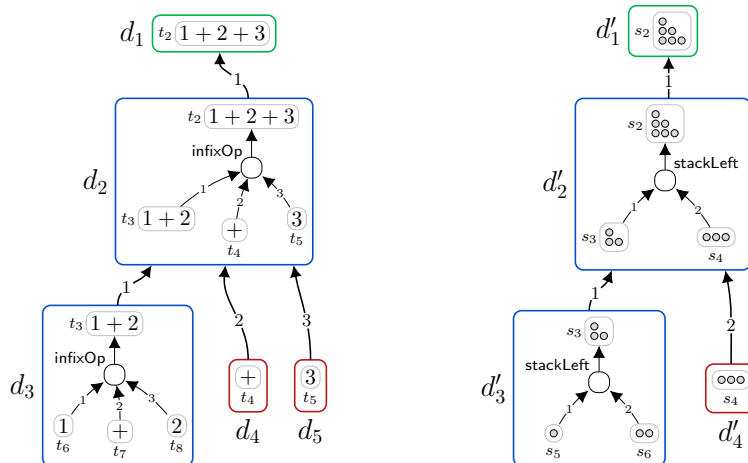 d₁ t₂ 1 + 2 + 3
1
t₂ 1 + 2 + 3
infixOp
d₂
1 2 3
t₃ 1 + 2
+
t₄
3
t₅
1 2 3
t₃ 1 + 2
infixOp
d₃
1 2 3
1
t₆
+
t₇
2
t₈
+
t₄
d₄
3
t₅
d₅
d′₁ s₂
1
s₂
stackLeft
d′₂
1 2
s₃
s₄
1 2
s₃
stackLeft
d′₃
1 2
s₅
s₆
s₄
d′₄